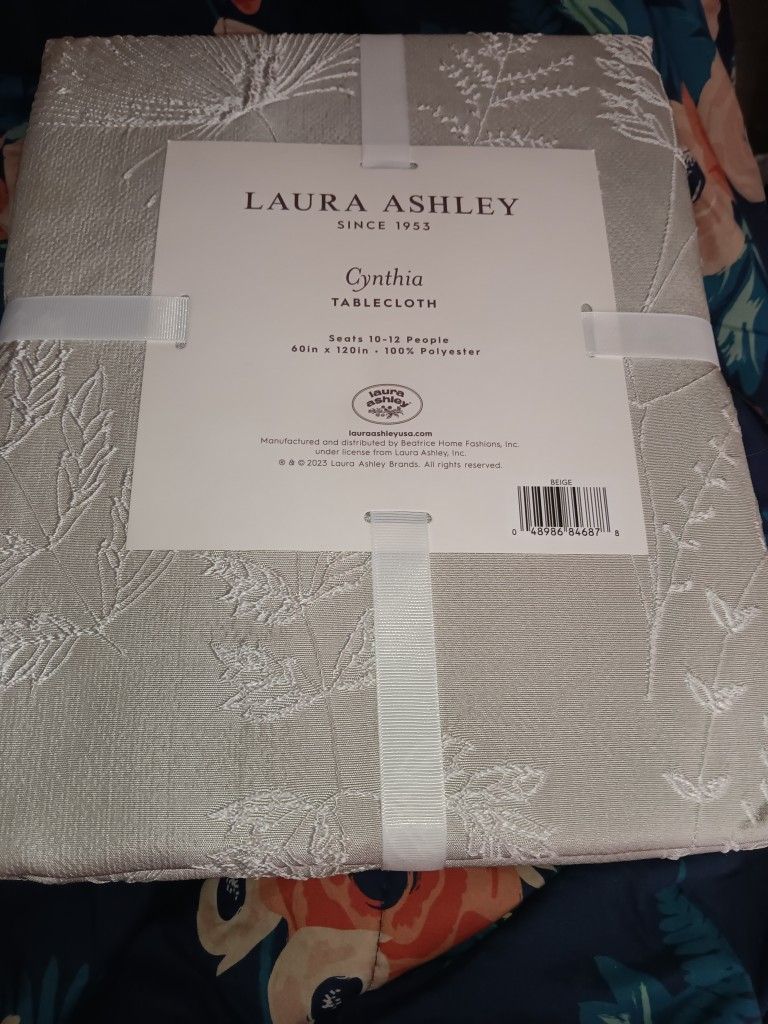 LAURA ASHLEY
SINCE 1953
Cynthia
TABLECLOTH
Seats 10-12 People
60in x 120in • 100% Polyester
laura
ashley
lauraashleyusa.com
Manufactured and distributed by Beatrice Home Fashions, Inc.
under license from Laura Ashley, Inc.
® & © 2023 Laura Ashley Brands. All rights reserved.
BEIGE
0 48986 84687 8